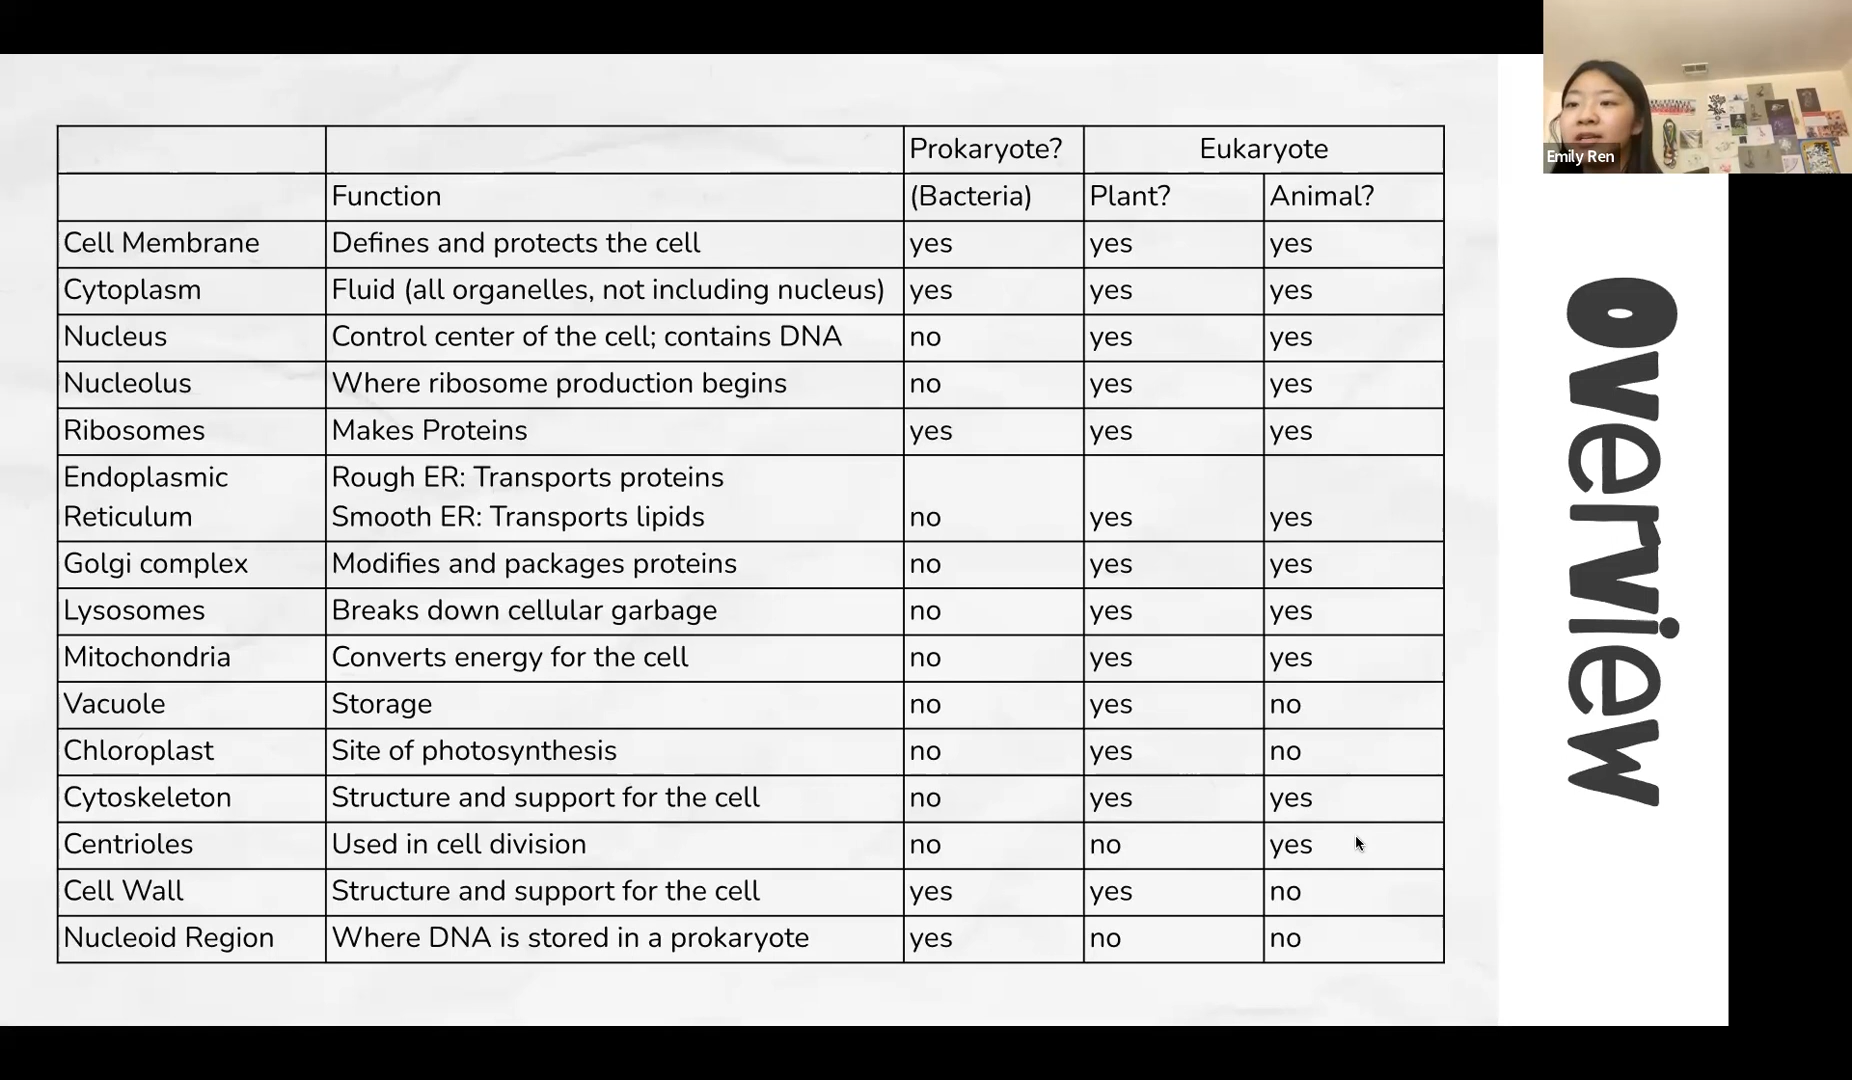 Prokaryote? Eukaryote
Function (Bacteria) Plant? Animal?
Cell Membrane Defines and protects the cell yes yes yes
Cytoplasm Fluid (all organelles, not including nucleus) yes yes yes
Nucleus Control center of the cell; contains DNA no yes yes
Nucleolus Where ribosome production begins no yes yes
Ribosomes Makes Proteins yes yes yes
Endoplasmic Rough ER: Transports proteins
Reticulum Smooth ER: Transports lipids no yes yes
Golgi complex Modifies and packages proteins no yes yes
Lysosomes Breaks down cellular garbage no yes yes
Mitochondria Converts energy for the cell no yes yes
Vacuole Storage no yes no
Chloroplast Site of photosynthesis no yes no
Cytoskeleton Structure and support for the cell no yes yes
Centrioles Used in cell division no no yes
Cell Wall Structure and support for the cell yes yes no
Nucleoid Region Where DNA is stored in a prokaryote yes no no
overview
Emily Ren